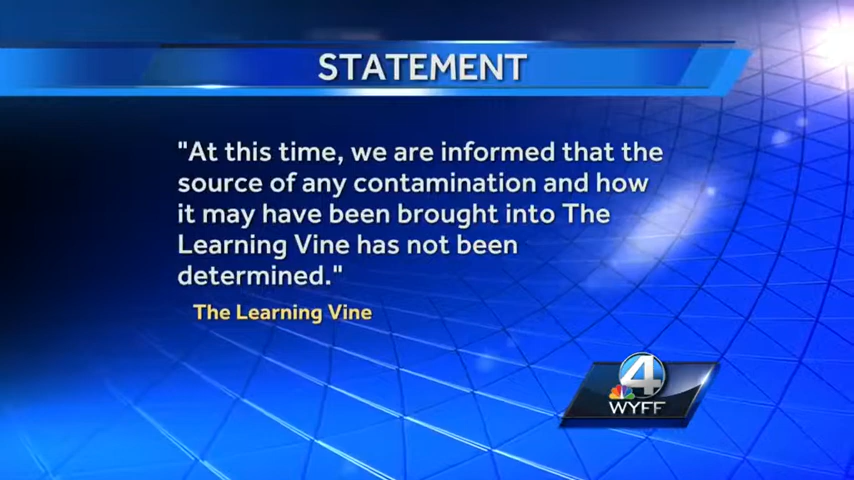 STATEMENT
"At this time, we are informed that the
source of any contamination and how
it may have been brought into The
Learning Vine has not been
determined."
The Learning Vine
4
WYFF